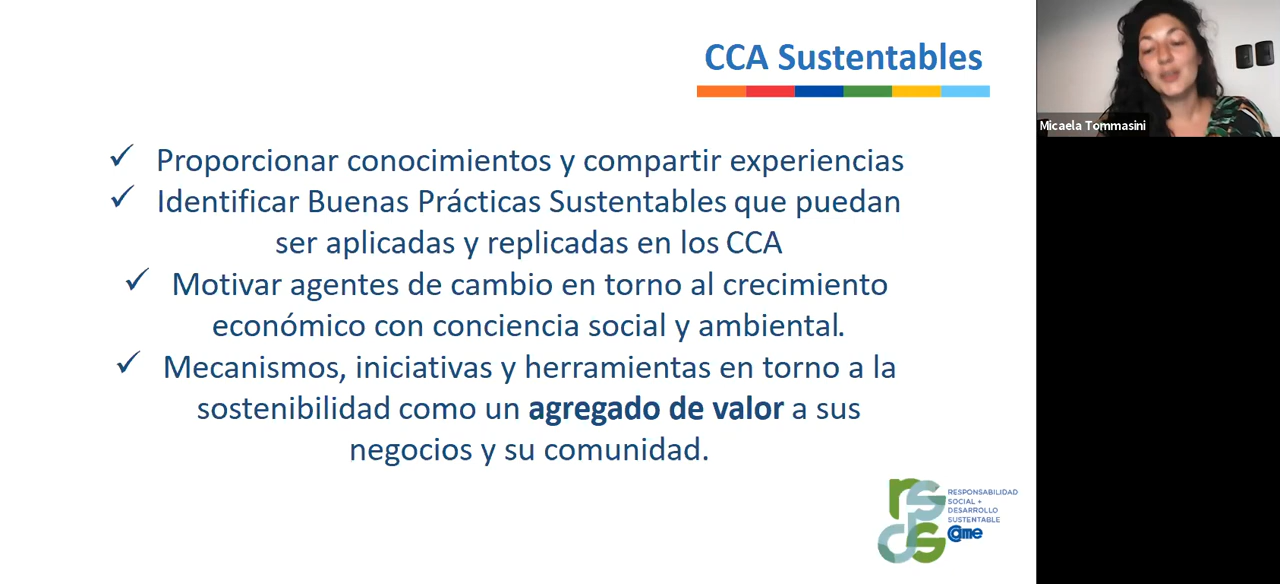 CCA Sustentables
Micaela Tommasini
✓ Proporcionar conocimientos y compartir experiencias
✓ Identificar Buenas Prácticas Sustentables que puedan
ser aplicadas y replicadas en los CCA
✓ Motivar agentes de cambio en torno al crecimiento
económico con conciencia social y ambiental.
✓ Mecanismos, iniciativas y herramientas en torno a la
sostenibilidad como un agregado de valor a sus
negocios y su comunidad.
rs
ds
RESPONSABILIDAD
SOCIAL +
DESARROLLO
SUSTENTABLE
came